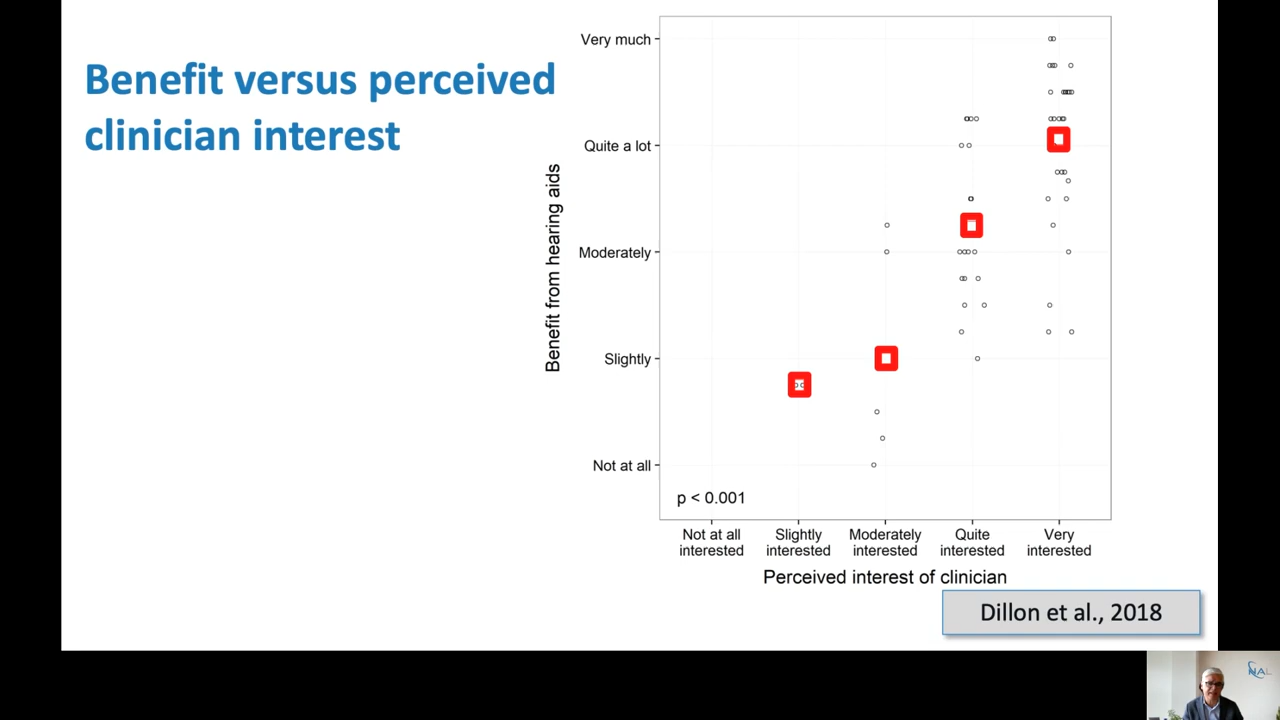 Benefit versus perceived
clinician interest
Benefit from hearing aids
Very much
Quite a lot
Moderately
Slightly
Not at all
p < 0.001
Not at all
interested
Slightly
interested
Moderately
interested
Quite
interested
Very
interested
Perceived interest of clinician
Dillon et al., 2018
NAL